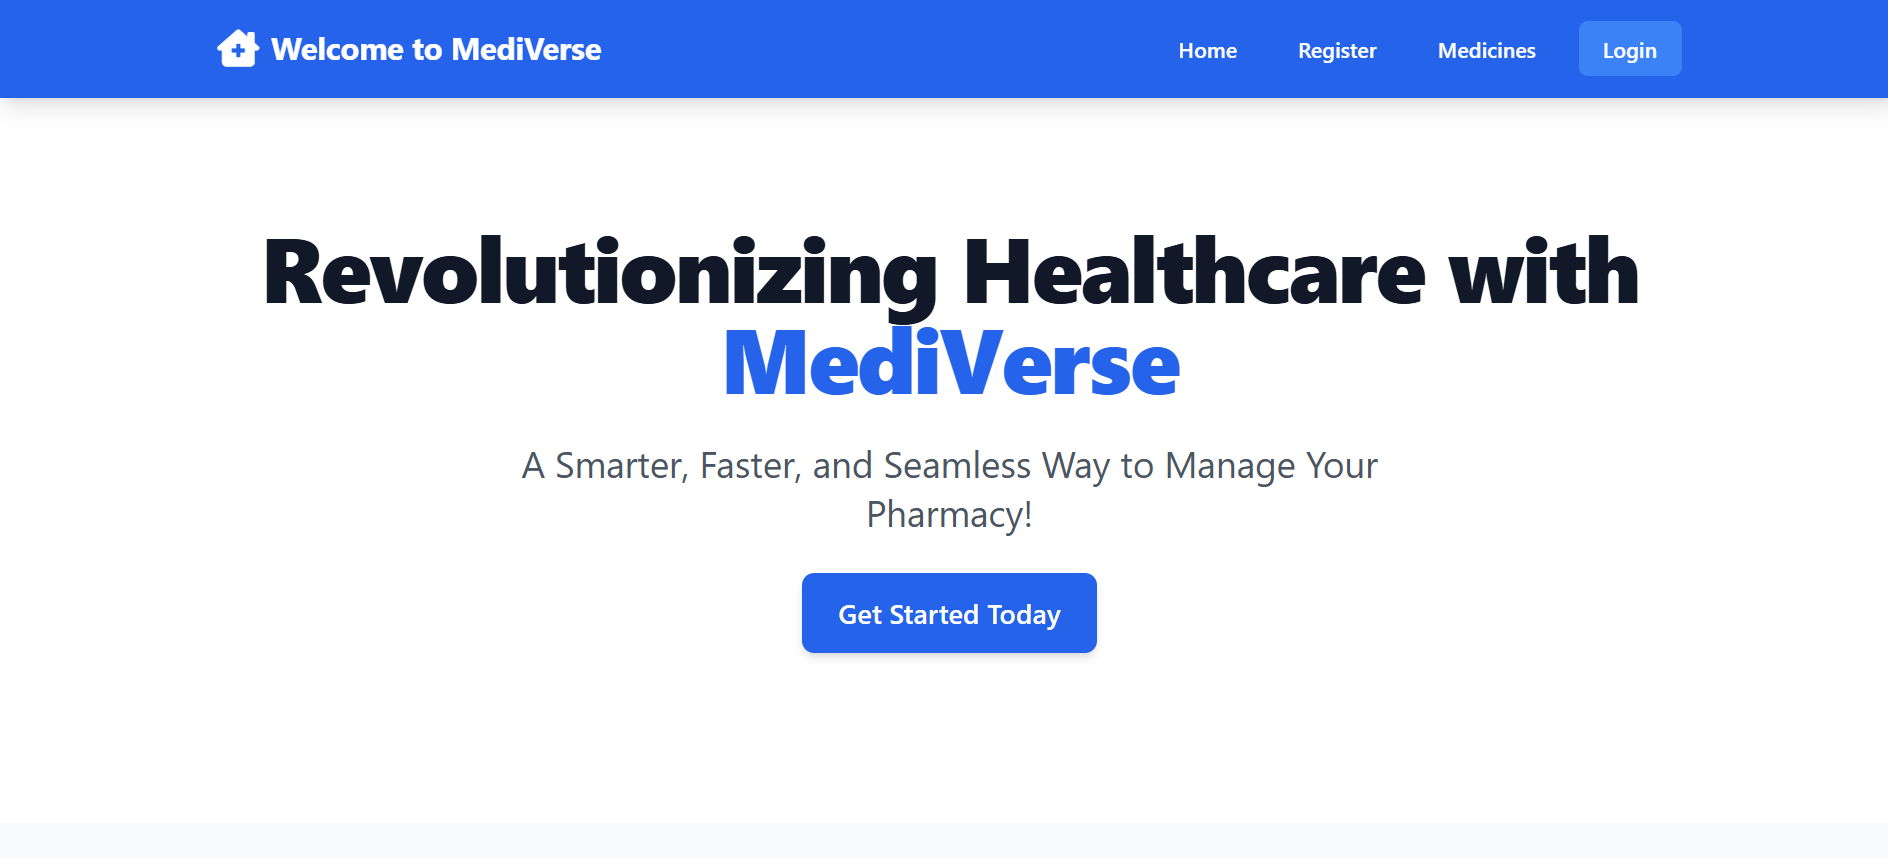 Welcome to MediVerse
Home
Register
Medicines
Login
Revolutionizing Healthcare with
MediVerse
A Smarter, Faster, and Seamless Way to Manage Your
Pharmacy!
Get Started Today